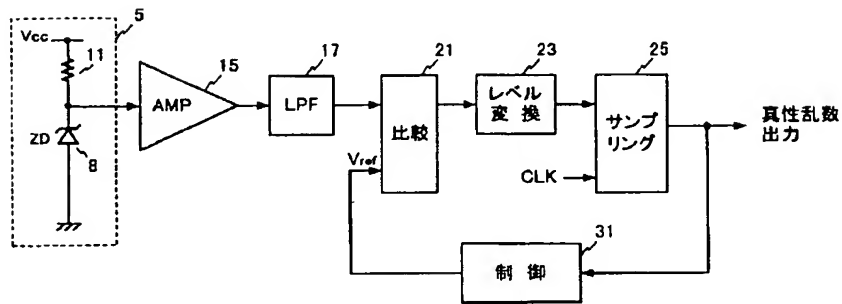 5
Vcc
11
ZD
8
15
AMP
17
LPF
21
比較
Vref
23
レベル
変換
25
サンプ
リング
CLK
真性乱数
出力
31
制御